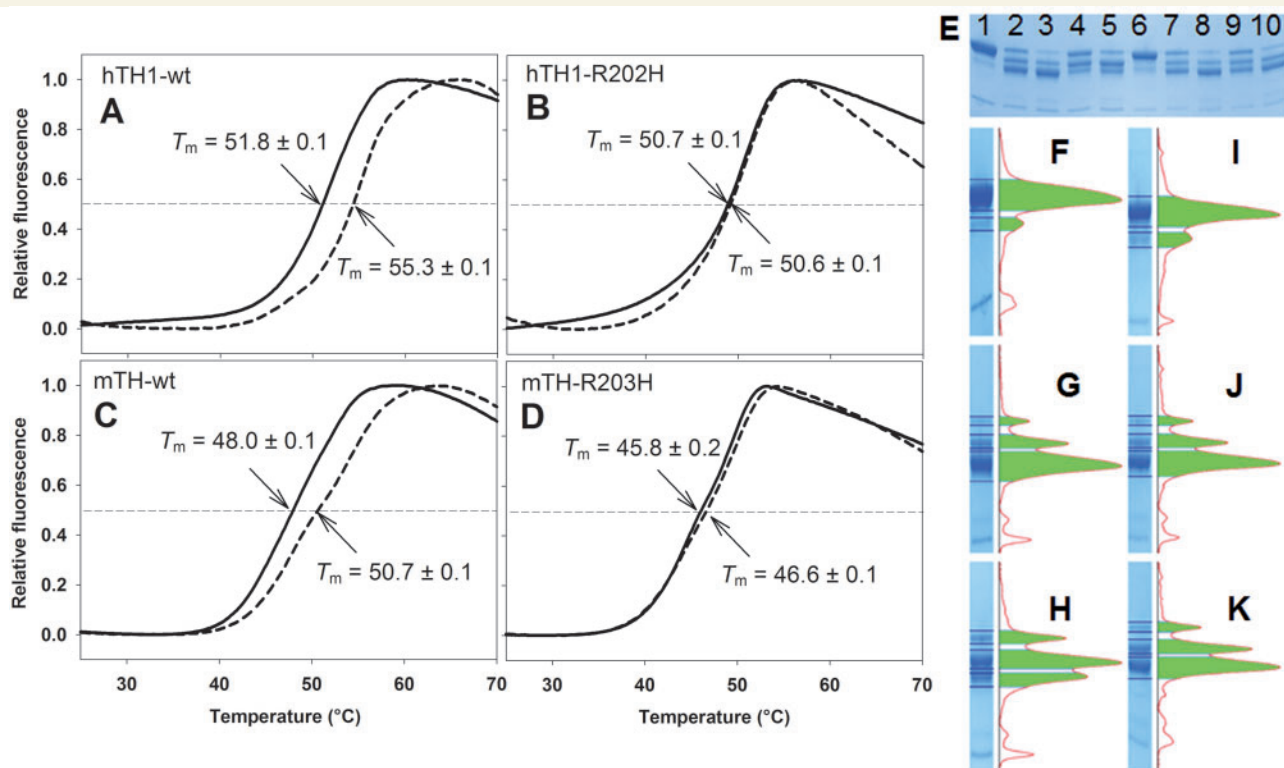 hTH1-wt
A
Tm = 51.8 ± 0.1
Tm = 55.3 ± 0.1
Relative fluorescence
1.0
0.8
0.6
0.4
0.2
0.0
hTH1-R202H
B
Tm = 50.7 ± 0.1
Tm = 50.6 ± 0.1
mTH-wt
C
Tm = 48.0 ± 0.1
Tm = 50.7 ± 0.1
Relative fluorescence
1.0
0.8
0.6
0.4
0.2
0.0
30 40 50 60 70
Temperature (°C)
mTH-R203H
D
Tm = 45.8 ± 0.2
Tm = 46.6 ± 0.1
30 40 50 60 70
Temperature (°C)
E 1 2 3 4 5 6 7 8 9 10
F
I
G
J
H
K